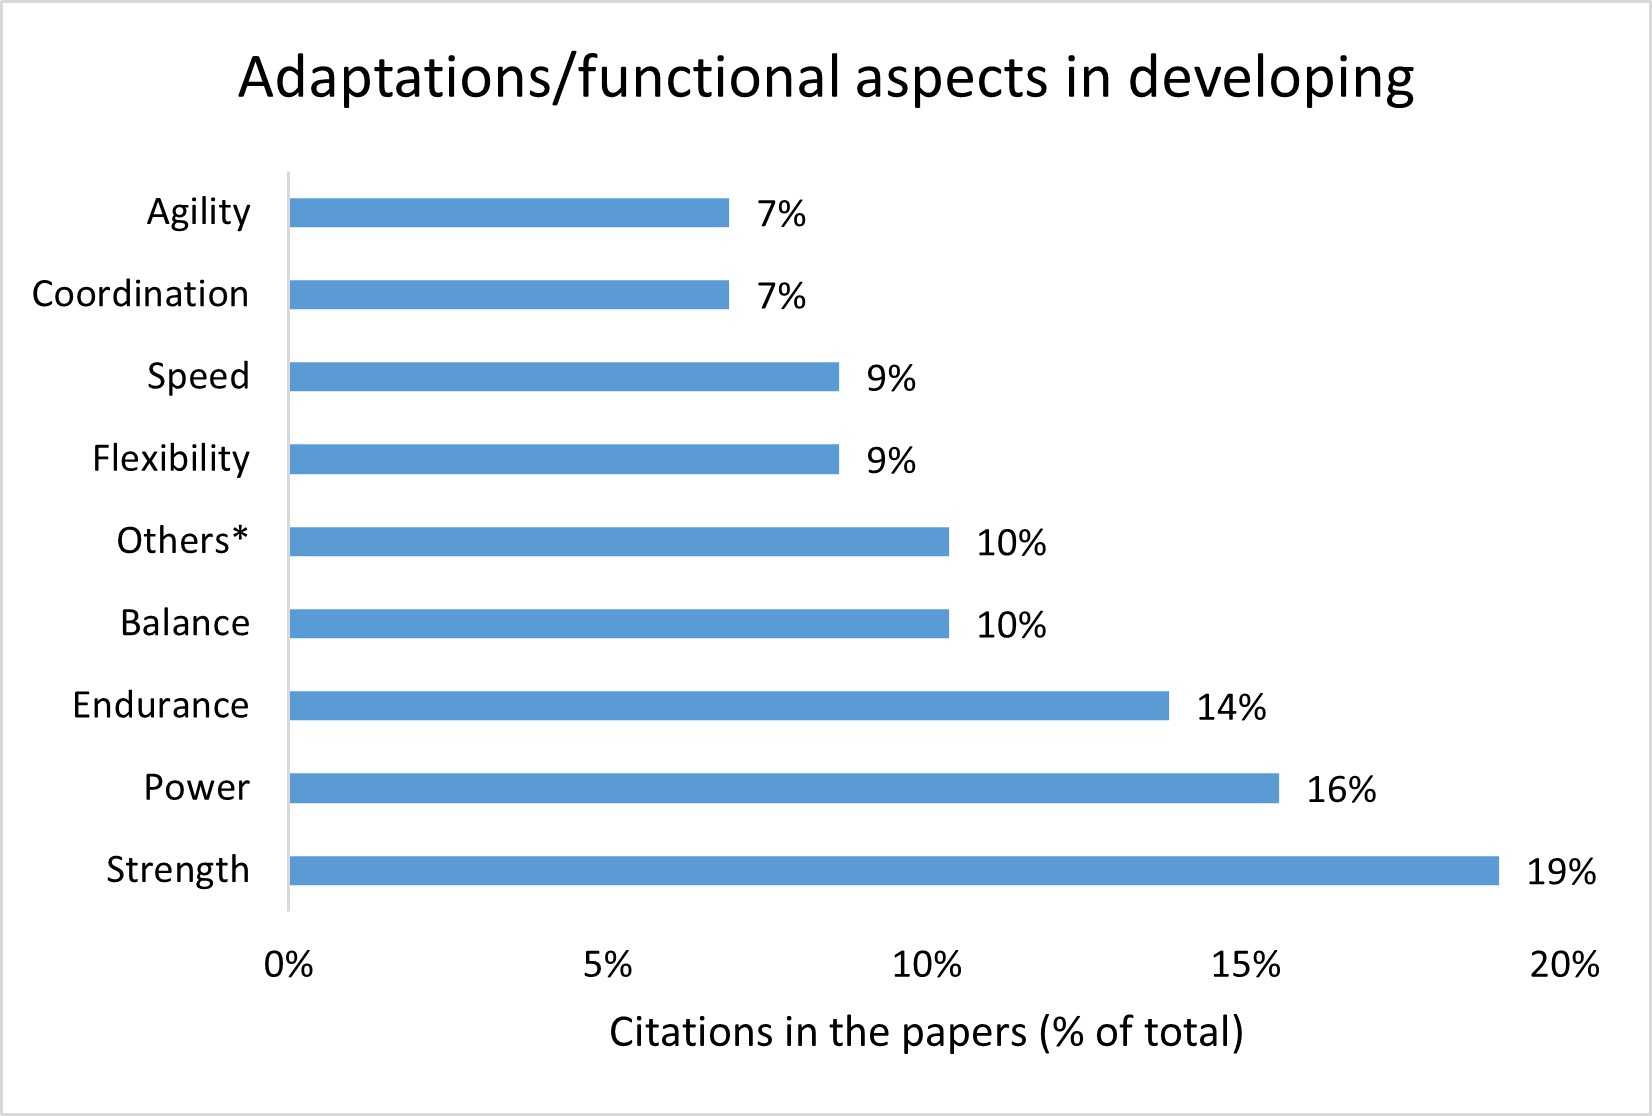 Adaptations/functional aspects in developing
Agility 7%
Coordination 7%
Speed 9%
Flexibility 9%
Others* 10%
Balance 10%
Endurance 14%
Power 16%
Strength 19%
0% 5% 10% 15% 20%
Citations in the papers (% of total)